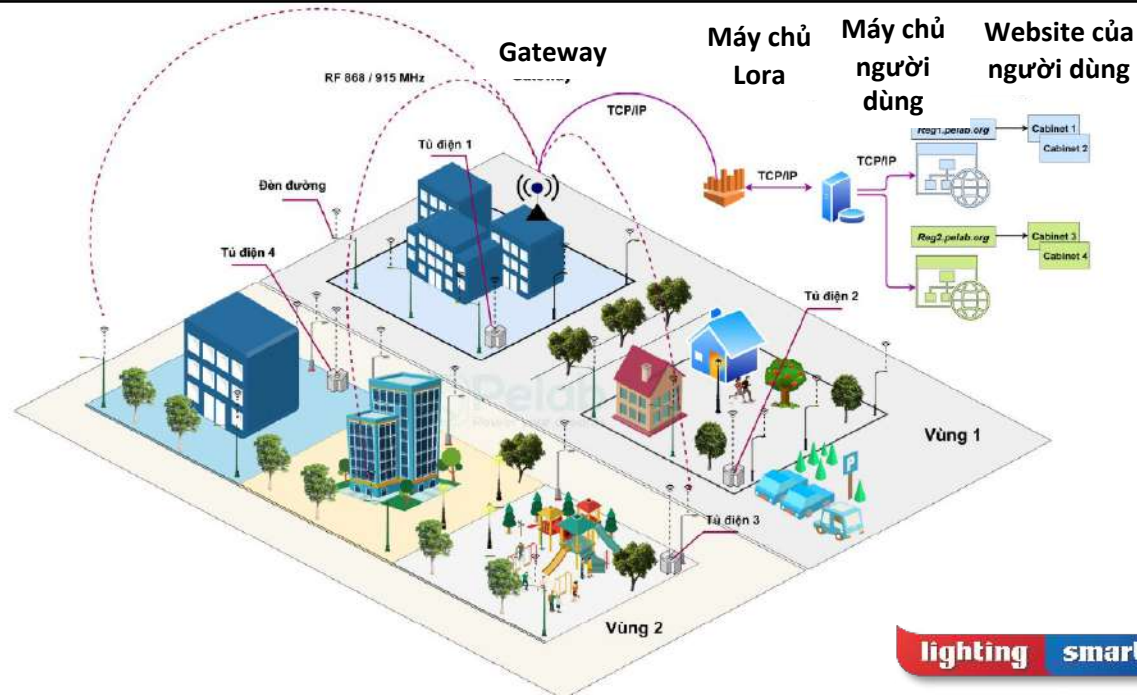 Gateway
Máy chủ
Lora
Máy chủ
người
dùng
Website của
người dùng
RF 868 / 915 MHz
TCP/IP
Tủ điện 1
Đèn đường
Tủ điện 4
TCP/IP
TCP/IP
Reg1.pelab.org
Cabinet 1
Cabinet 2
Reg2.pelab.org
Cabinet 3
Cabinet 4
Tủ điện 2
Pelab
Vùng 1
Tủ điện 3
Vùng 2
lighting smart